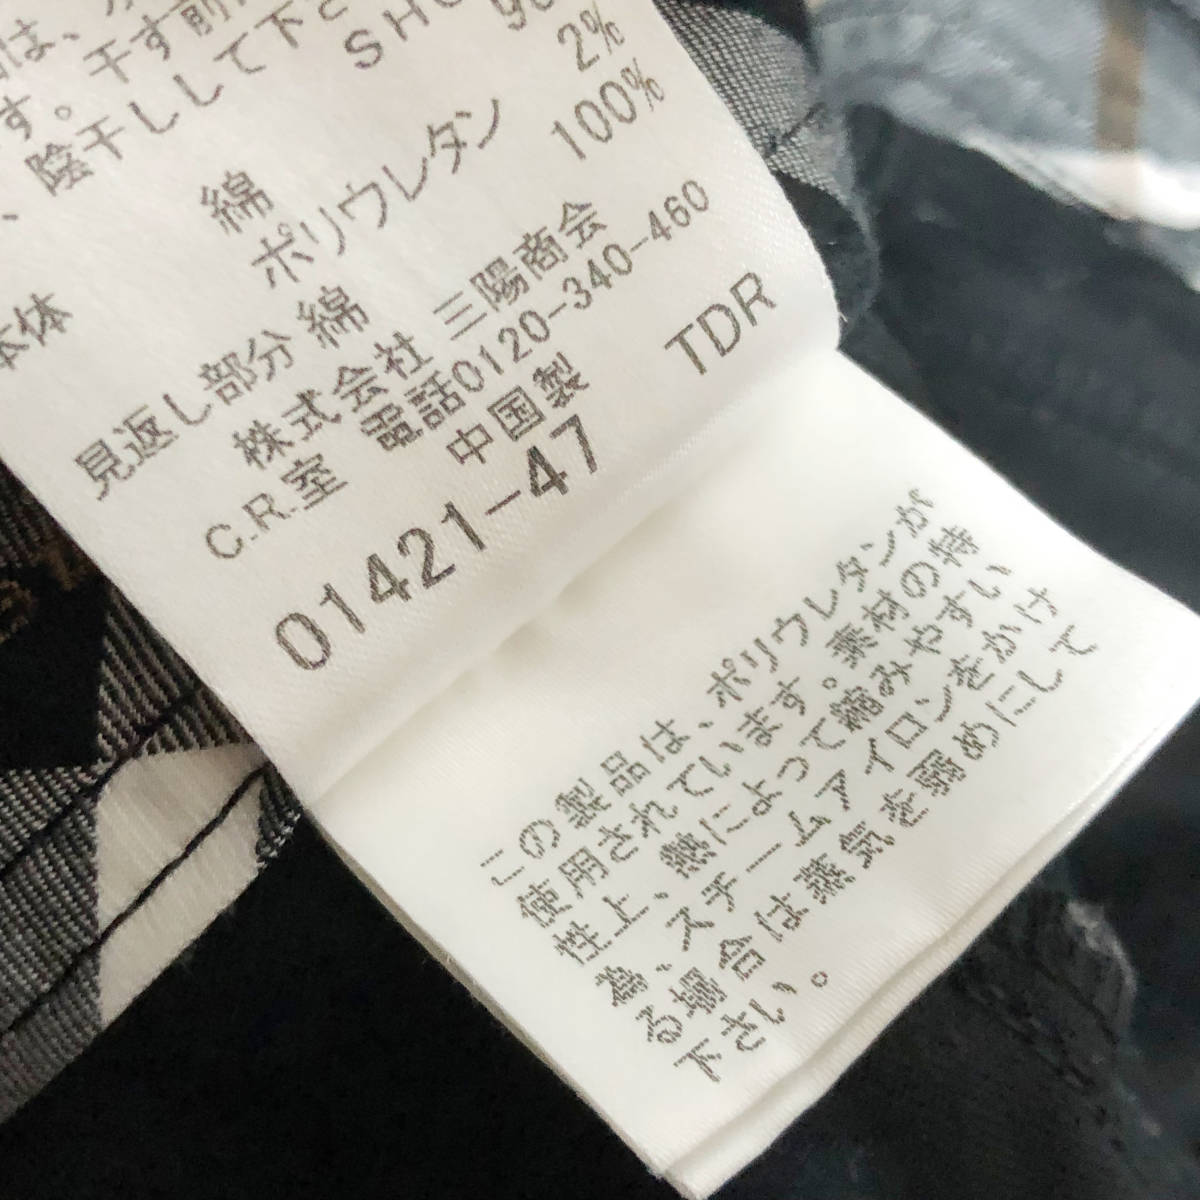 す。干す前
、陰干しして下さ
SHO
本体
綿
2%
ポリウレタン
100%
見返し部分 綿
株式会社 三陽商会
C.R.室 電話0120-340-460
中国製
TDR
01421-47
この製品は、ポリウレタンが
使用されています。素材の特
性上、熱によって縮みやすい
為、スチームアイロンをかけ
る場合は蒸気を弱めにして
下さい。